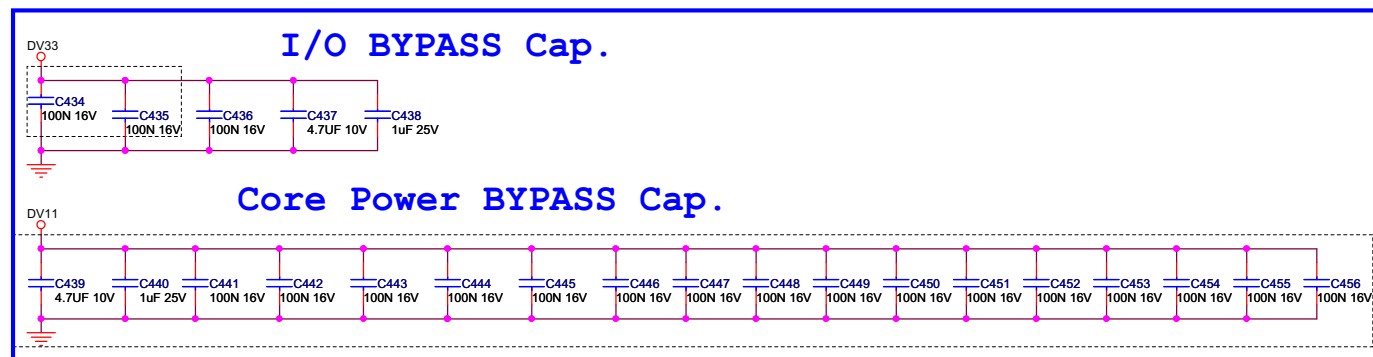 I/O BYPASS Cap.
DV33
C434
100N 16V
C435
100N 16V
C436
100N 16V
C437
4.7UF 10V
C438
1uF 25V
Core Power BYPASS Cap.
DV11
C439
4.7UF 10V
C440
1uF 25V
C441
100N 16V
C442
100N 16V
C443
100N 16V
C444
100N 16V
C445
100N 16V
C446
100N 16V
C447
100N 16V
C448
100N 16V
C449
100N 16V
C450
100N 16V
C451
100N 16V
C452
100N 16V
C453
100N 16V
C454
100N 16V
C455
100N 16V
C456
100N 16V